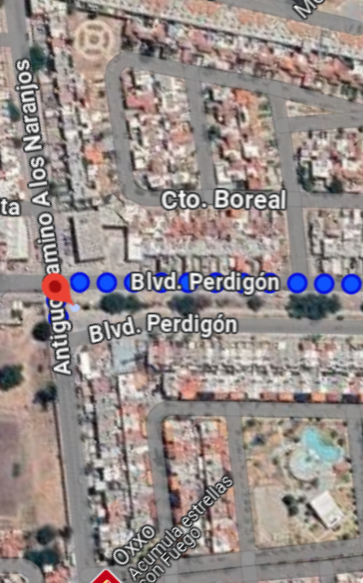 Mo
Antiguo Camino A los Naranjos
ta
Cto. Boreal
Blvd. Perdigón
Blvd. Perdigón
Oxxo
Acumula estrellas
con Fuego